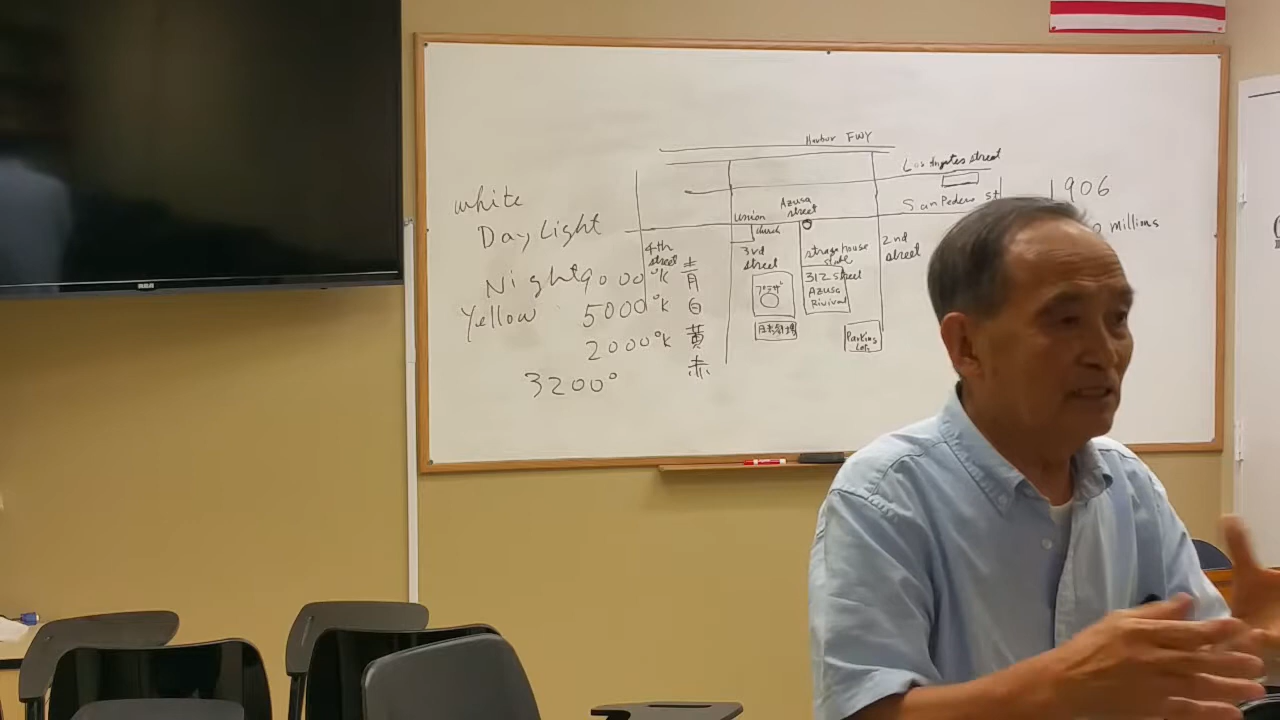 Harbor FWY
Los Angeles street
San Pedero st
1906
millions
white
Day Light
Night 9000°K 青
Yellow 5000°K 白
2000°K 黄
3200° 赤
Azusa
street
union
church
4th
street
3rd
street
2nd
street
312 street
AZUSA
Rivival
Parking
Lots
RCA